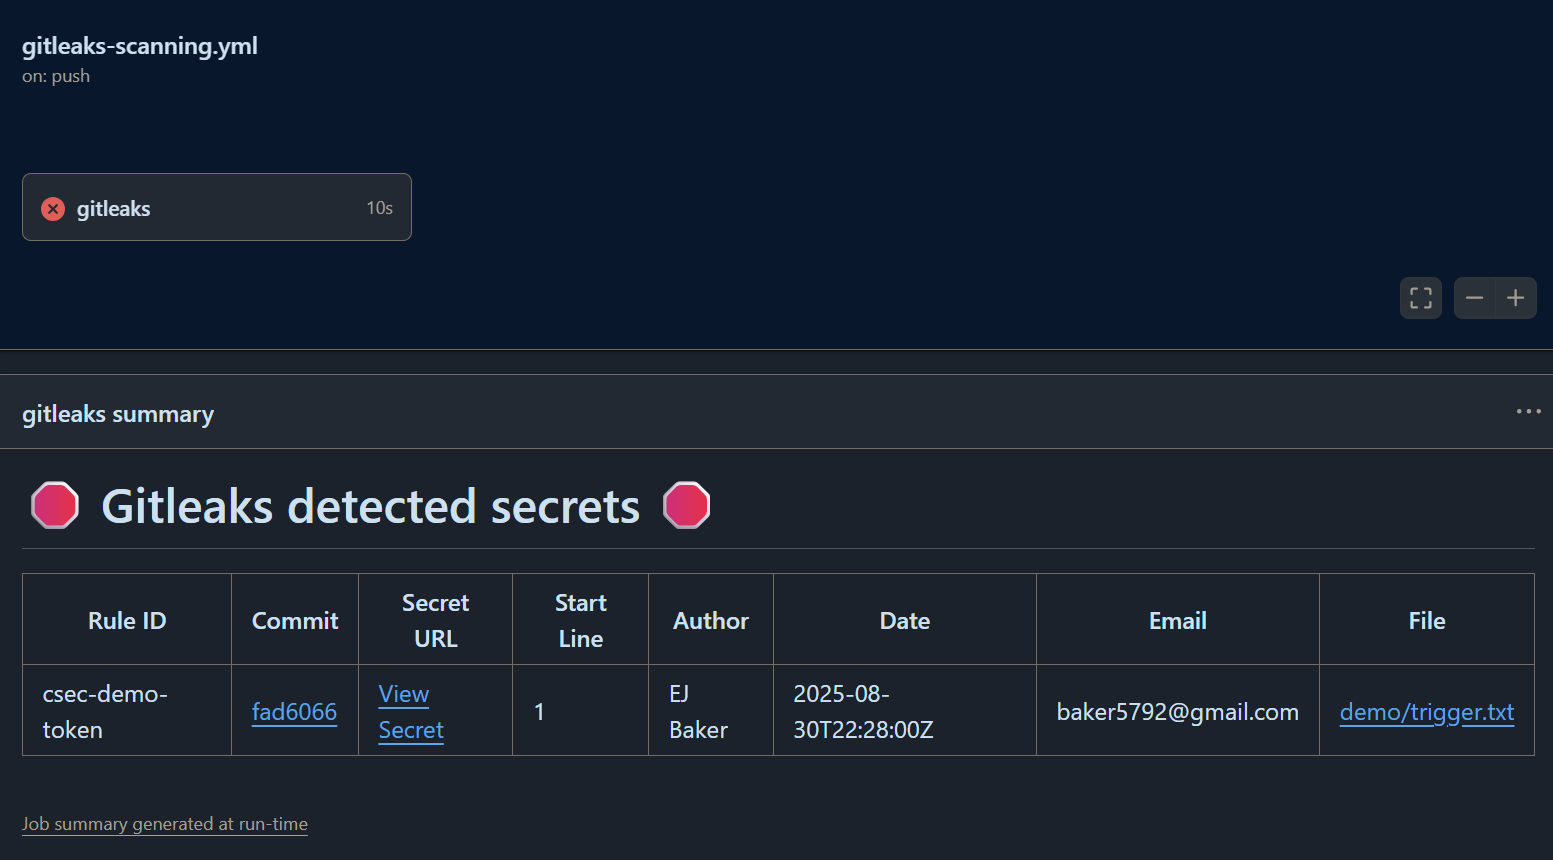 gitleaks-scanning.yml
on: push
gitleaks 10s
gitleaks summary
Gitleaks detected secrets
Rule ID Commit Secret URL Start Line Author Date Email File
csec-demo-token fad6066 View Secret 1 EJ Baker 2025-08-30T22:28:00Z baker5792@gmail.com demo/trigger.txt
Job summary generated at run-time